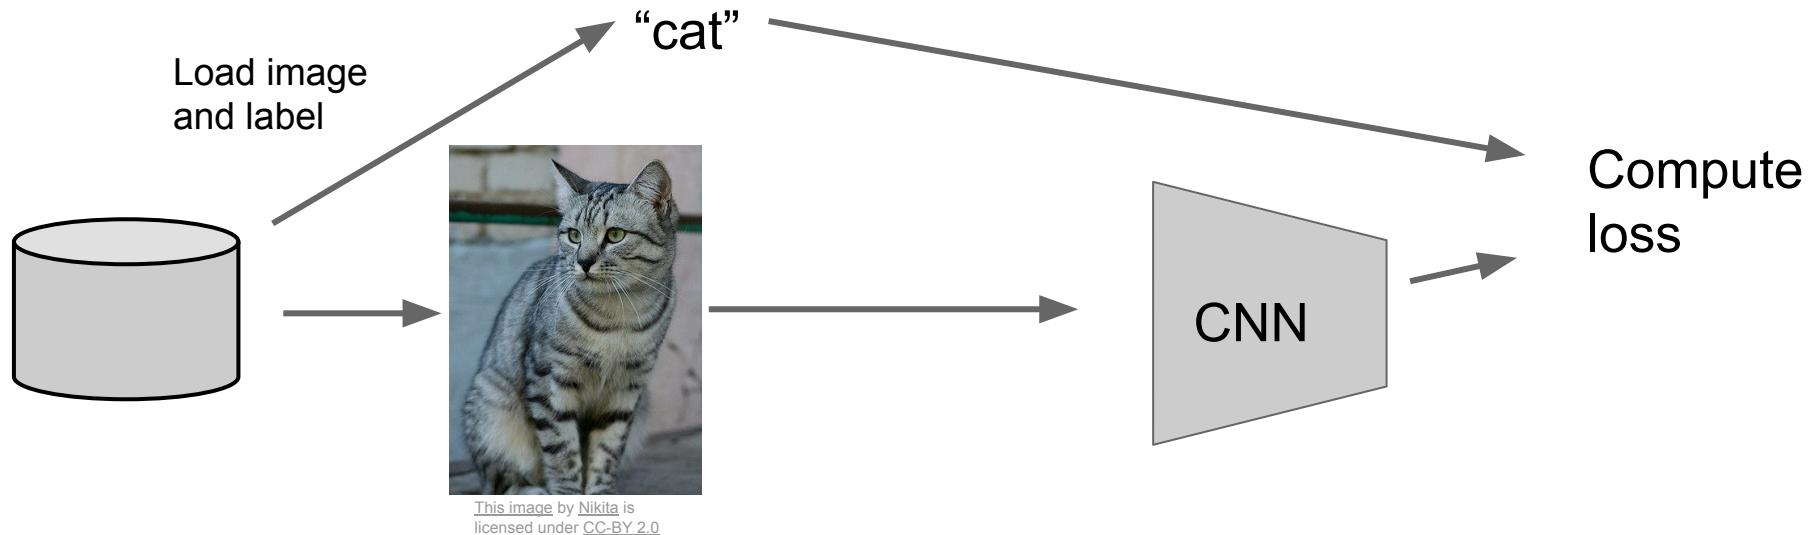 “cat”
Load image
and label
Compute
loss
CNN
This image by Nikita is
licensed under CC-BY 2.0